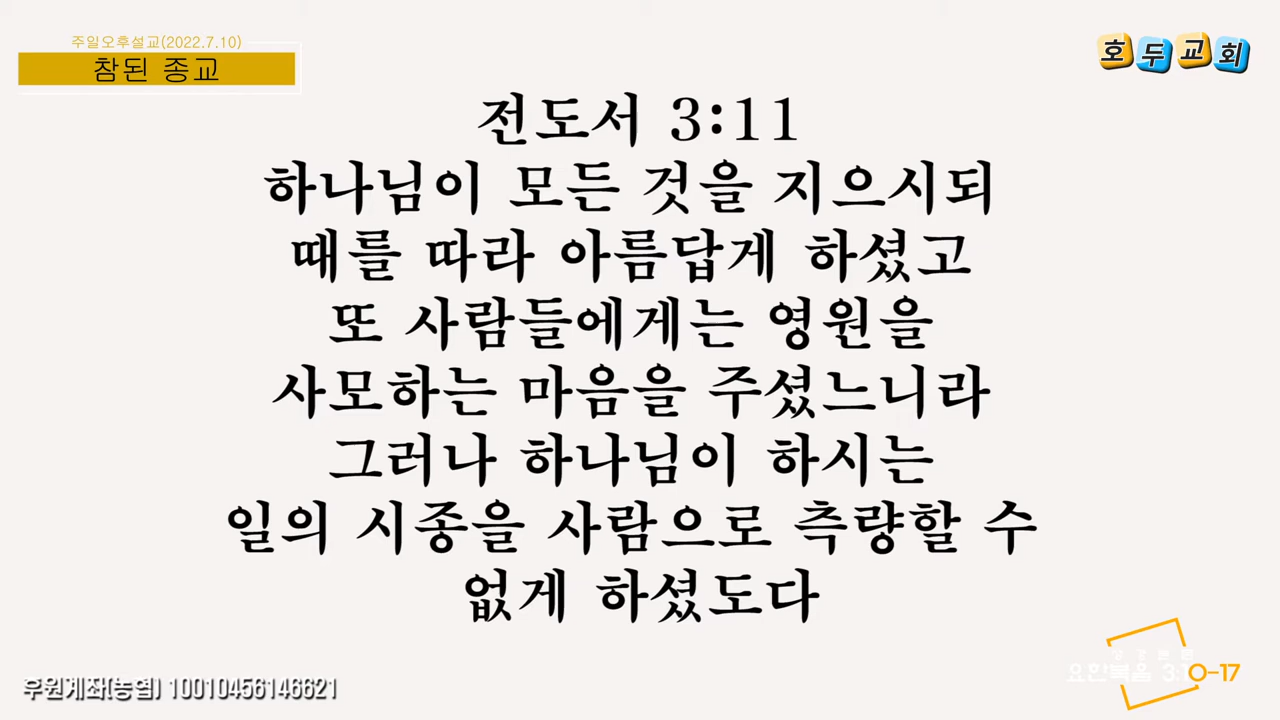 주일오후설교(2022.7.10)
참된 종교
호두교회
전도서 3:11
하나님이 모든 것을 지으시되
때를 따라 아름답게 하셨고
또 사람들에게는 영원을
사모하는 마음을 주셨느니라
그러나 하나님이 하시는
일의 시종을 사람으로 측량할 수
없게 하셨도다
요한복음 3:10-17
후원계좌(농협) 10010456146621